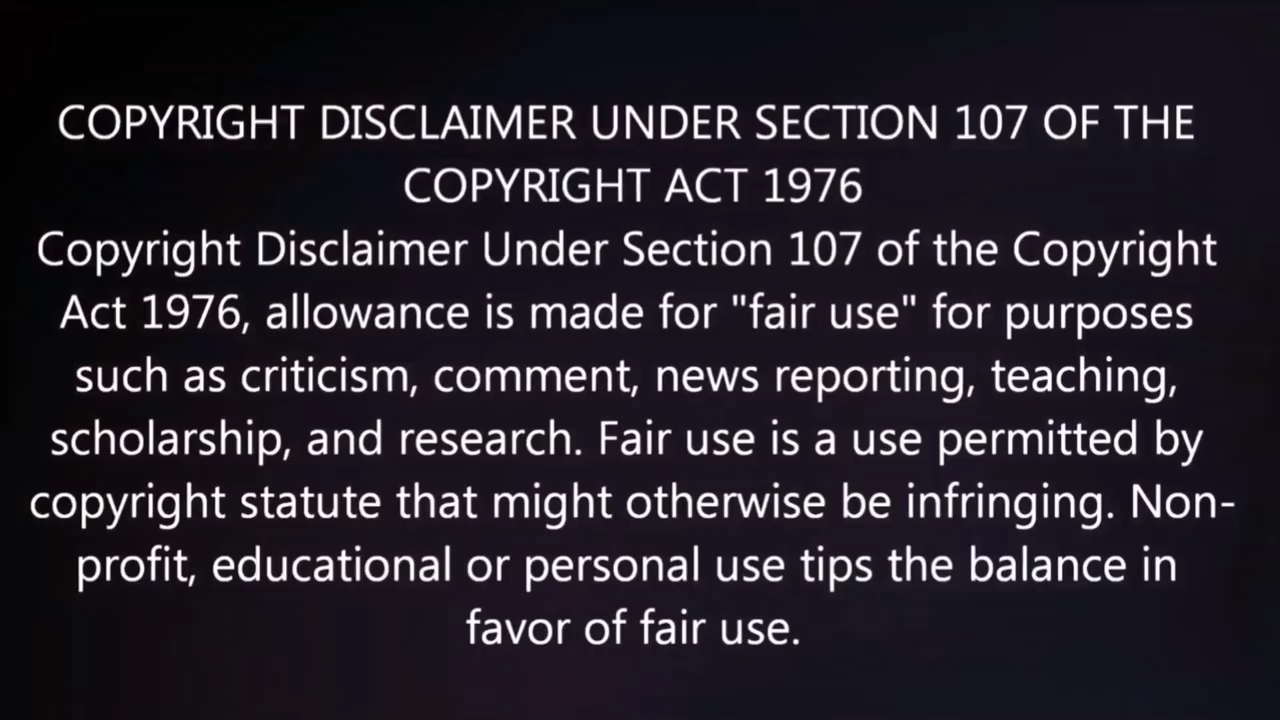 COPYRIGHT DISCLAIMER UNDER SECTION 107 OF THE
COPYRIGHT ACT 1976
Copyright Disclaimer Under Section 107 of the Copyright
Act 1976, allowance is made for "fair use" for purposes
such as criticism, comment, news reporting, teaching,
scholarship, and research. Fair use is a use permitted by
copyright statute that might otherwise be infringing. Non-
profit, educational or personal use tips the balance in
favor of fair use.